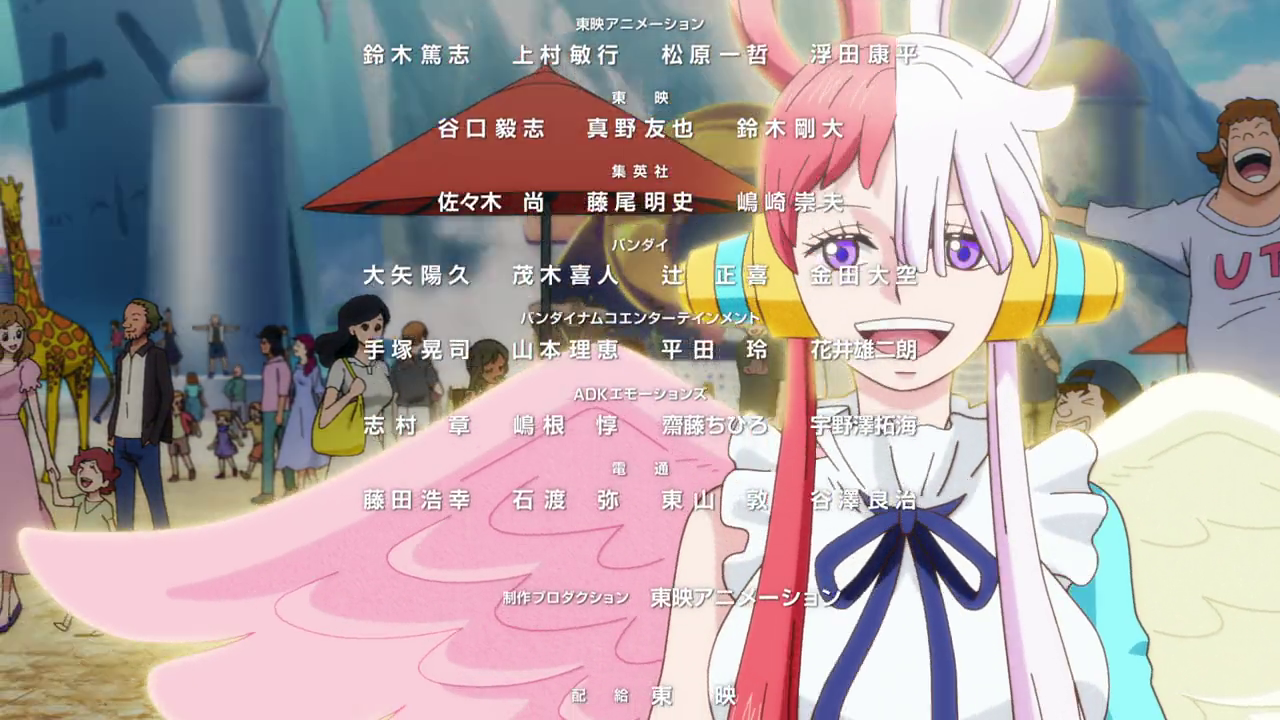 東映アニメーション
鈴木篤志 上村敏行 松原一哲 浮田康平
東 映
谷口毅志 真野友也 鈴木剛大
集英社
佐々木 尚 藤尾明史 嶋崎崇夫
バンダイ
大矢陽久 茂木喜人 辻 正喜 金田大空
バンダイナムコエンターテインメント
手塚晃司 山本理恵 平田 玲 花井雄二朗
ADKエモーションズ
志村 章 嶋根 惇 齋藤ちひろ 宇野澤拓海
電 通
藤田浩幸 石渡 弥 東山 敦 谷澤良治
制作プロダクション 東映アニメーション
配 給 東 映
UT